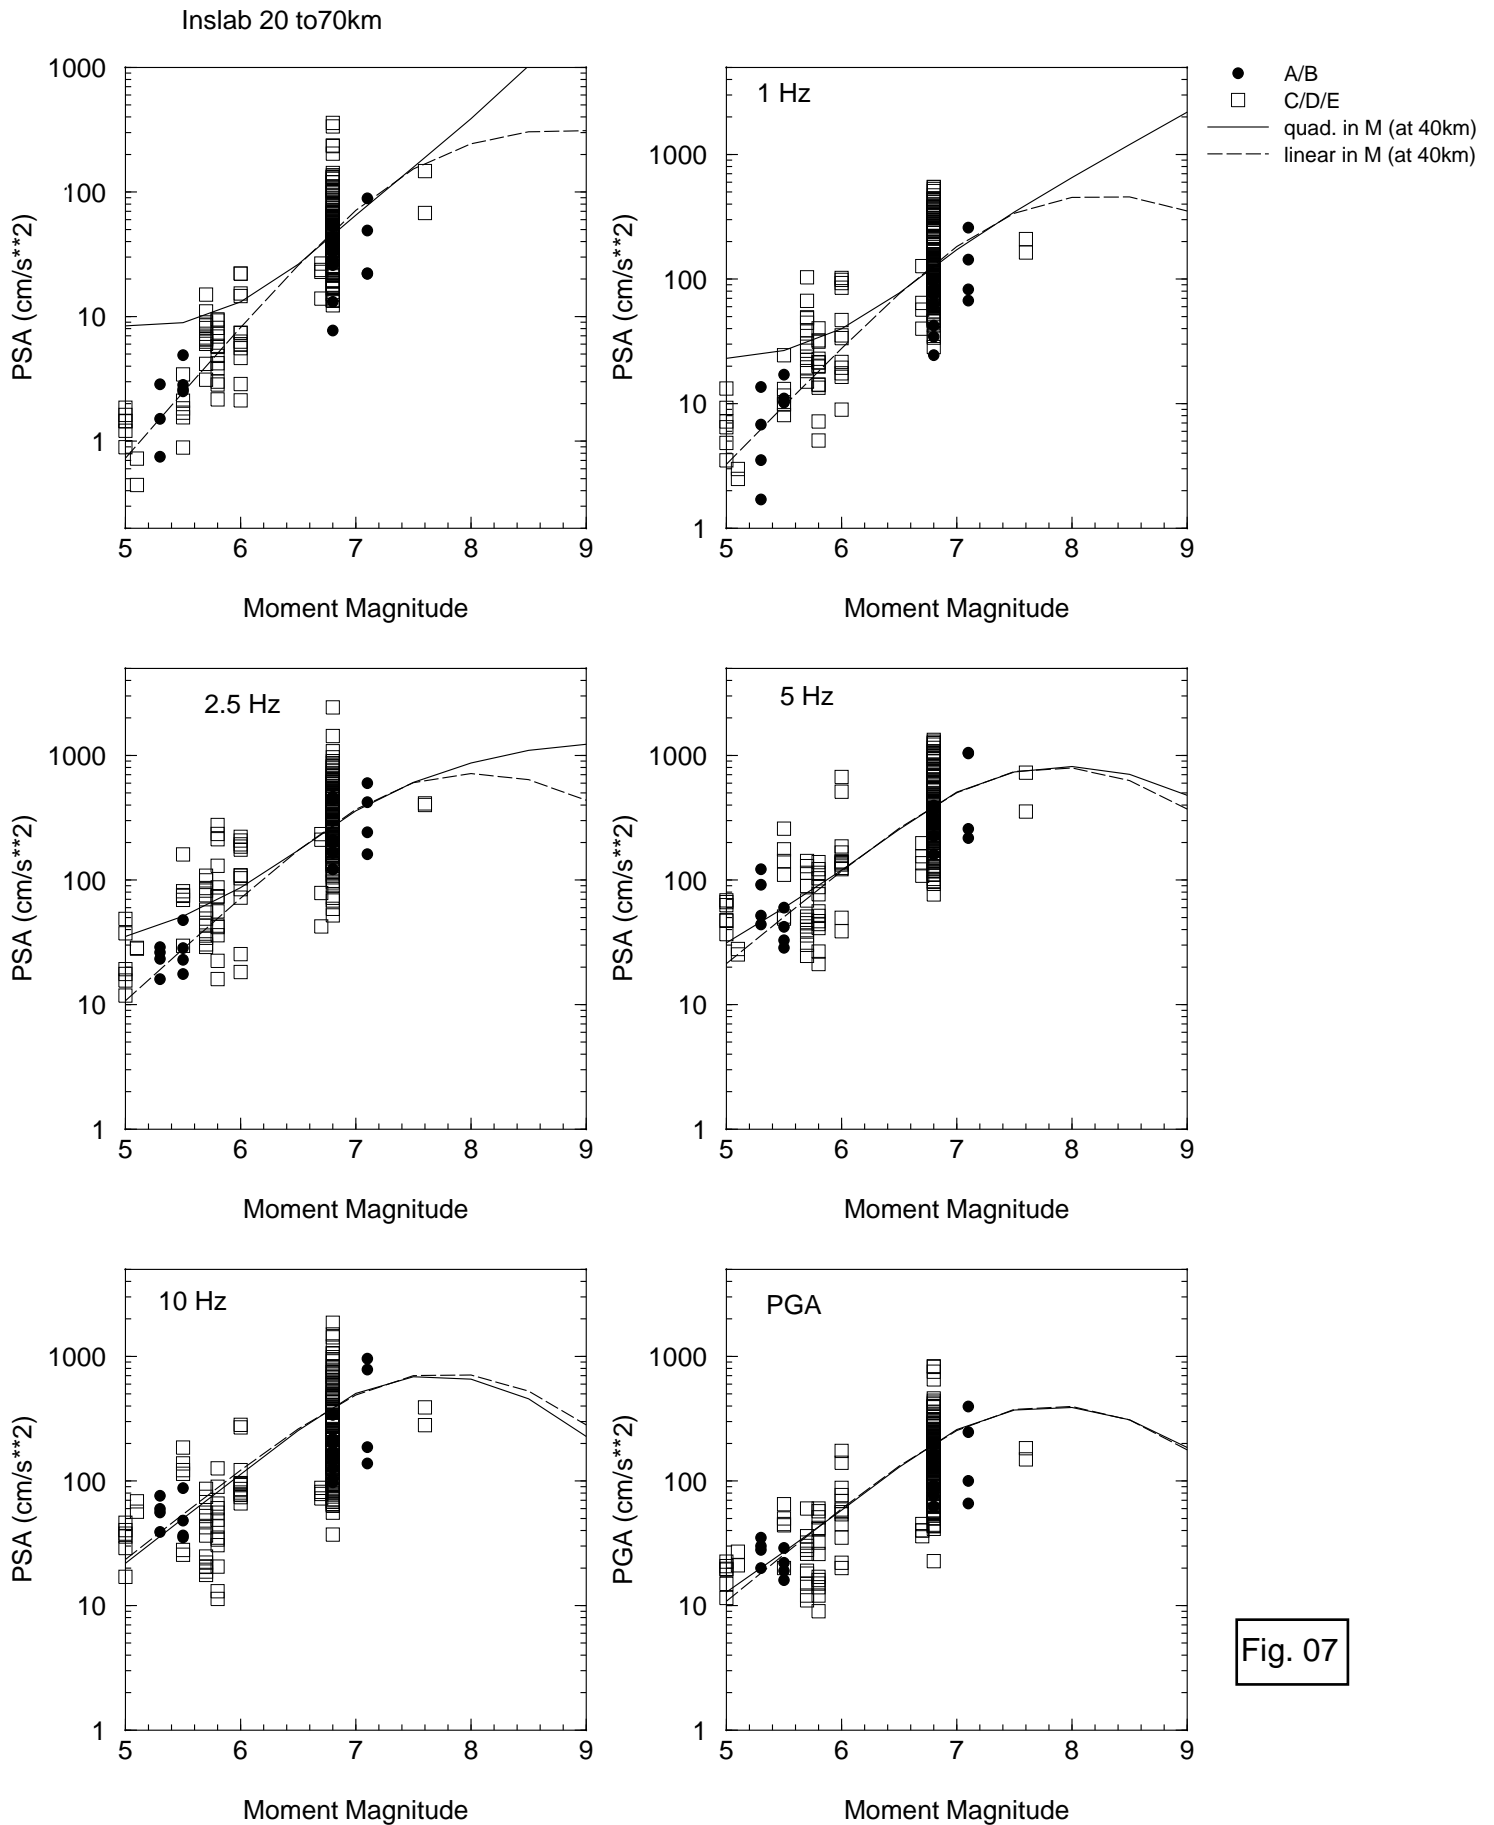 Inslab 20 to70km
1000
100
10
1
5 6 7 8 9
PSA (cm/s**2)
Moment Magnitude
1 Hz
1000
100
10
1
5 6 7 8 9
PSA (cm/s**2)
Moment Magnitude
A/B
C/D/E
quad. in M (at 40km)
linear in M (at 40km)
2.5 Hz
1000
100
10
1
5 6 7 8 9
PSA (cm/s**2)
Moment Magnitude
5 Hz
1000
100
10
1
5 6 7 8 9
PSA (cm/s**2)
Moment Magnitude
10 Hz
1000
100
10
1
5 6 7 8 9
PSA (cm/s**2)
Moment Magnitude
PGA
1000
100
10
1
5 6 7 8 9
PGA (cm/s**2)
Moment Magnitude
Fig. 07